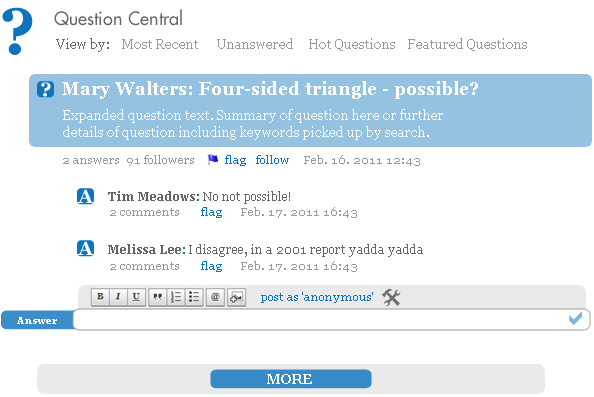 ?
Question Central
View by: Most Recent Unanswered Hot Questions Featured Questions
? Mary Walters: Four-sided triangle - possible?
Expanded question text. Summary of question here or further
details of question including keywords picked up by search.
2 answers 91 followers flag follow Feb. 16. 2011 12:43
A Tim Meadows: No not possible!
2 comments flag Feb. 17. 2011 16:43
A Melissa Lee: I disagree, in a 2001 report yadda yadda
2 comments flag Feb. 17. 2011 16:43
B I U @ post as 'anonymous'
Answer
MORE